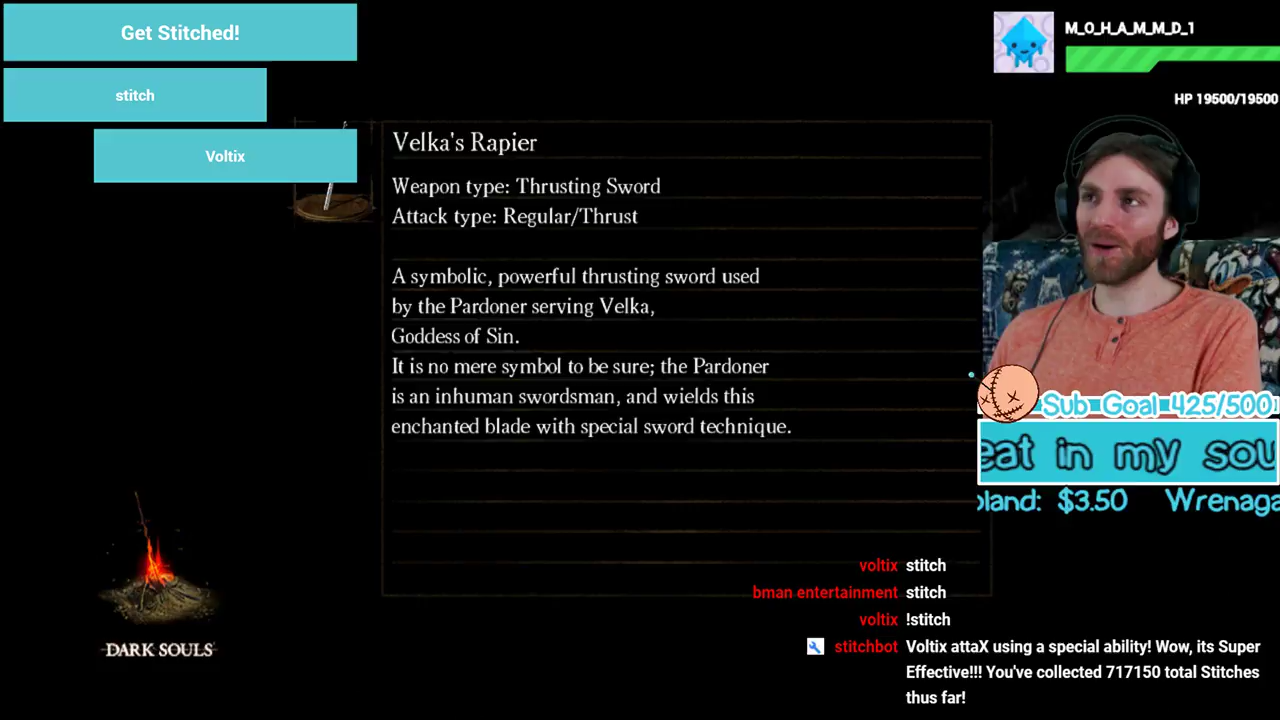 Get Stitched!
stitch
Voltix
M_O_H_A_M_M_D_1
HP 19500/19500
Velka's Rapier
Weapon type: Thrusting Sword
Attack type: Regular/Thrust
A symbolic, powerful thrusting sword used
by the Pardoner serving Velka,
Goddess of Sin.
It is no mere symbol to be sure; the Pardoner
is an inhuman swordsman, and wields this
enchanted blade with special sword technique.
Sub Goal 425/500
eat in my sou
land: $3.50 Wrenaga
DARK SOULS
voltix stitch
bman entertainment stitch
voltix !stitch
stitchbot Voltix attaX using a special ability! Wow, its Super
Effective!!! You've collected 717150 total Stitches
thus far!